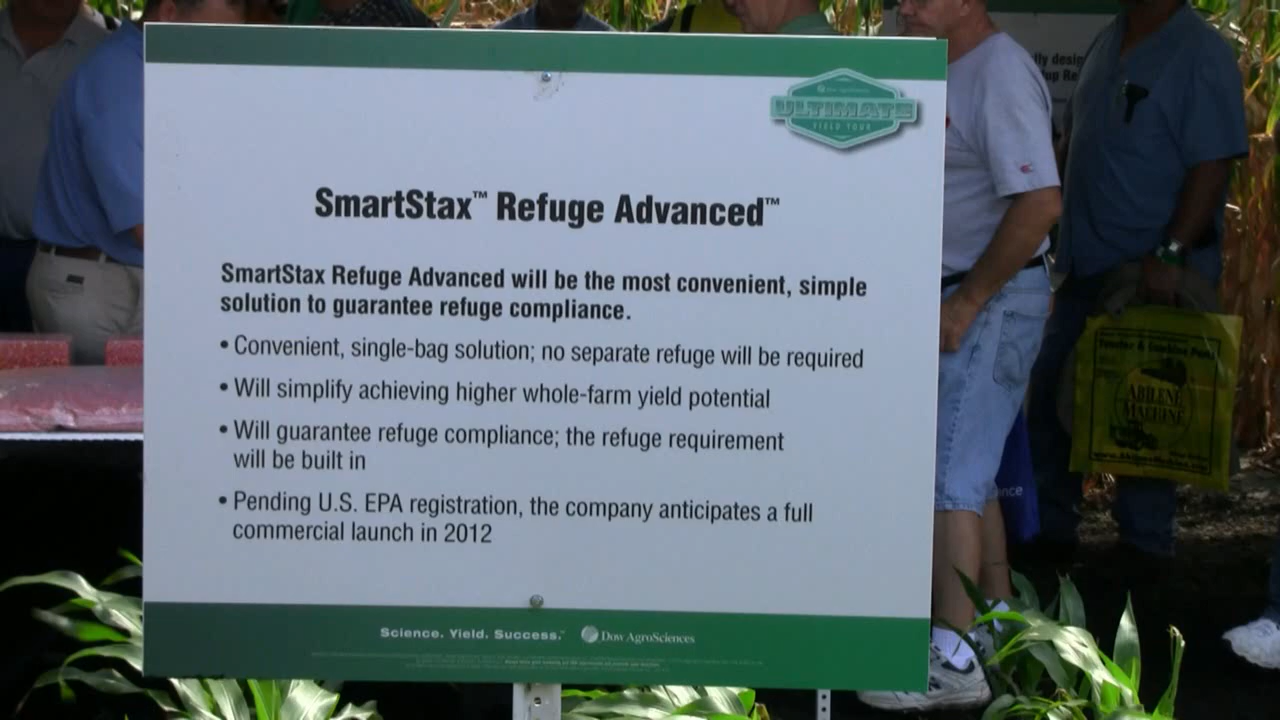 Dow AgroSciences
ULTIMATE
YIELD TOUR
SmartStax™ Refuge Advanced™
SmartStax Refuge Advanced will be the most convenient, simple
solution to guarantee refuge compliance.
• Convenient, single-bag solution; no separate refuge will be required
• Will simplify achieving higher whole-farm yield potential
• Will guarantee refuge compliance; the refuge requirement
will be built in
• Pending U.S. EPA registration, the company anticipates a full
commercial launch in 2012
Science. Yield. Success.™ Dow AgroSciences
ABILENE
MACHINE